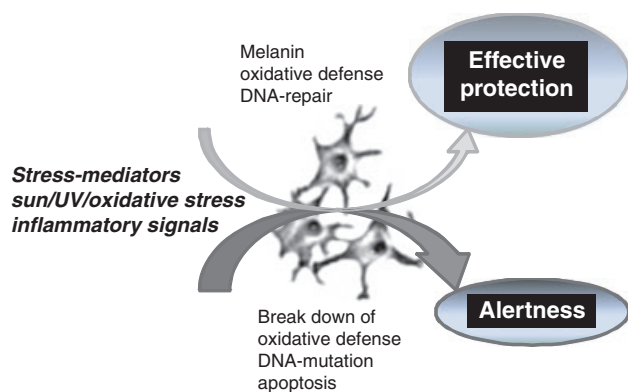 Melanin
oxidative defense
DNA-repair
Effective
protection
Stress-mediators
sun/UV/oxidative stress
inflammatory signals
Break down of
oxidative defense
DNA-mutation
apoptosis
Alertness